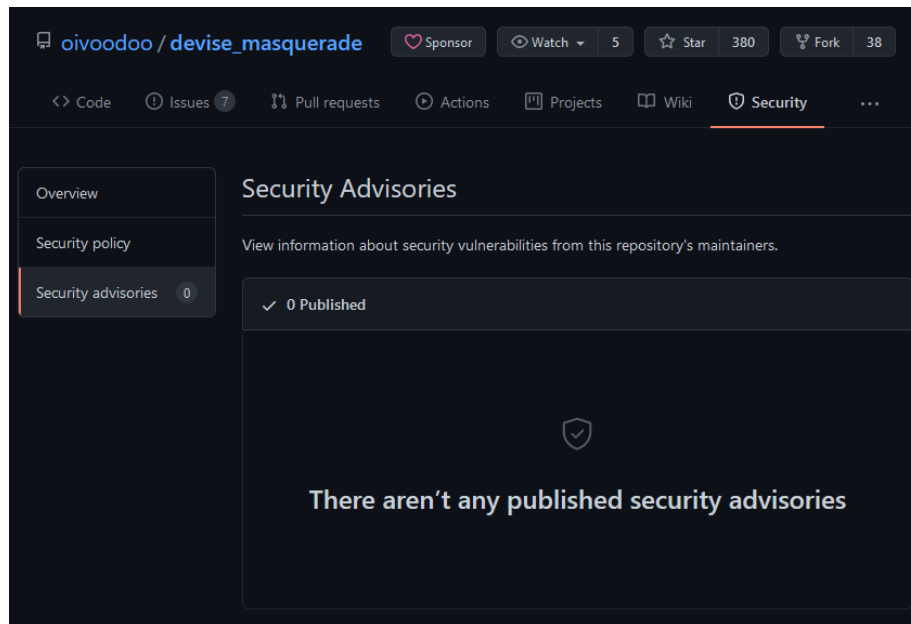 oivoodoo / devise_masquerade Sponsor Watch 5 Star 380 Fork 38
Code Issues 7 Pull requests Actions Projects Wiki Security ...
Overview
Security policy
Security advisories 0
Security Advisories
View information about security vulnerabilities from this repository's maintainers.
0 Published
There aren't any published security advisories